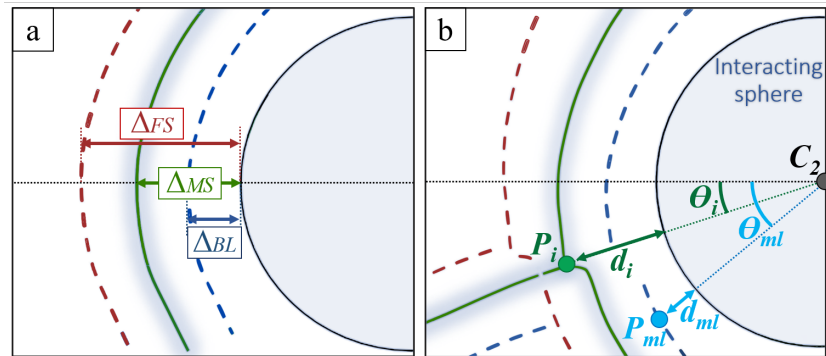 a
ΔFS
ΔMS
ΔBL
b
Interacting
sphere
C2
Θi
Θml
Pi
di
Pml
dml